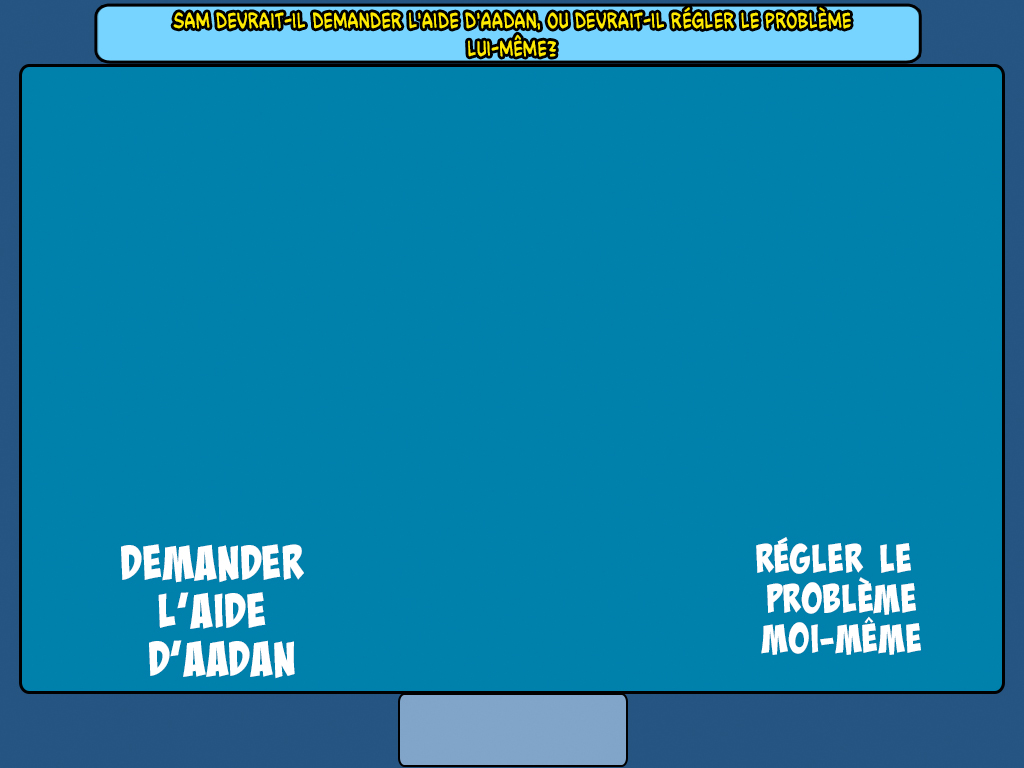 SAM DEVRAIT-IL DEMANDER L'AIDE D'AADAN, OU DEVRAIT-IL RÉGLER LE PROBLÈME
LUI-MÊME?
DEMANDER
L'AIDE
D'AADAN
RÉGLER LE
PROBLÈME
MOI-MÊME